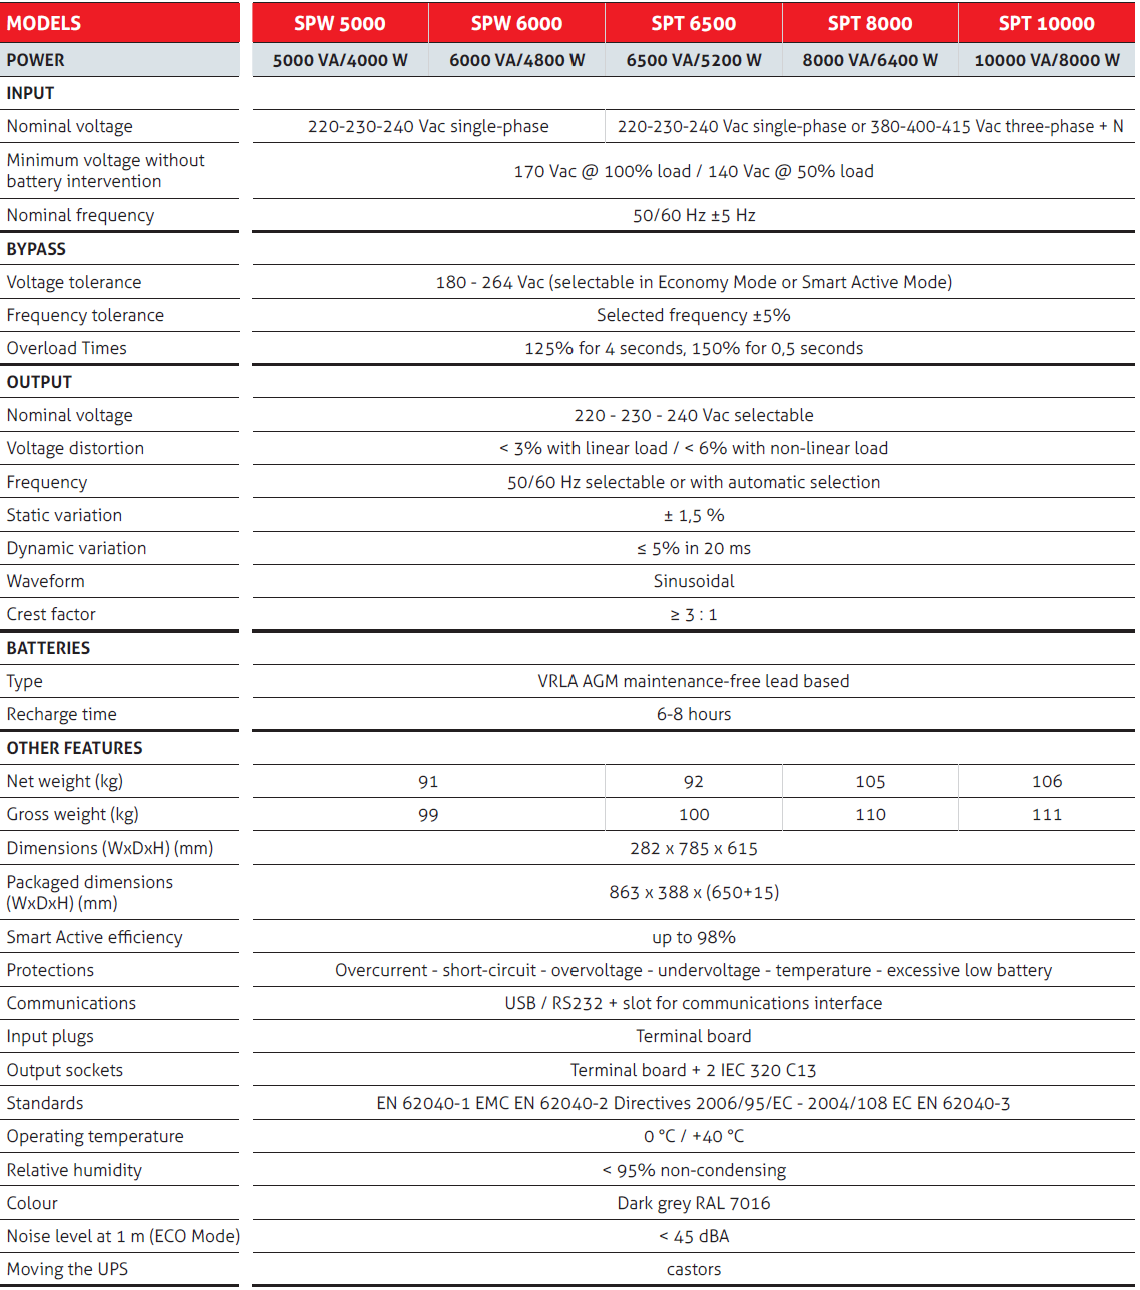 MODELS SPW 5000 SPW 6000 SPT 6500 SPT 8000 SPT 10000
POWER 5000 VA/4000 W 6000 VA/4800 W 6500 VA/5200 W 8000 VA/6400 W 10000 VA/8000 W
INPUT
Nominal voltage 220-230-240 Vac single-phase 220-230-240 Vac single-phase or 380-400-415 Vac three-phase + N
Minimum voltage without
battery intervention 170 Vac @ 100% load / 140 Vac @ 50% load
Nominal frequency 50/60 Hz ±5 Hz
BYPASS
Voltage tolerance 180 - 264 Vac (selectable in Economy Mode or Smart Active Mode)
Frequency tolerance Selected frequency ±5%
Overload Times 125% for 4 seconds, 150% for 0,5 seconds
OUTPUT
Nominal voltage 220 - 230 - 240 Vac selectable
Voltage distortion < 3% with linear load / < 6% with non-linear load
Frequency 50/60 Hz selectable or with automatic selection
Static variation ± 1,5 %
Dynamic variation ≤ 5% in 20 ms
Waveform Sinusoidal
Crest factor ≥ 3 : 1
BATTERIES
Type VRLA AGM maintenance-free lead based
Recharge time 6-8 hours
OTHER FEATURES
Net weight (kg) 91 92 105 106
Gross weight (kg) 99 100 110 111
Dimensions (WxDxH) (mm) 282 x 785 x 615
Packaged dimensions
(WxDxH) (mm) 863 x 388 x (650+15)
Smart Active efficiency up to 98%
Protections Overcurrent - short-circuit - overvoltage - undervoltage - temperature - excessive low battery
Communications USB / RS232 + slot for communications interface
Input plugs Terminal board
Output sockets Terminal board + 2 IEC 320 C13
Standards EN 62040-1 EMC EN 62040-2 Directives 2006/95/EC - 2004/108 EC EN 62040-3
Operating temperature 0 °C / +40 °C
Relative humidity < 95% non-condensing
Colour Dark grey RAL 7016
Noise level at 1 m (ECO Mode) < 45 dBA
Moving the UPS castors